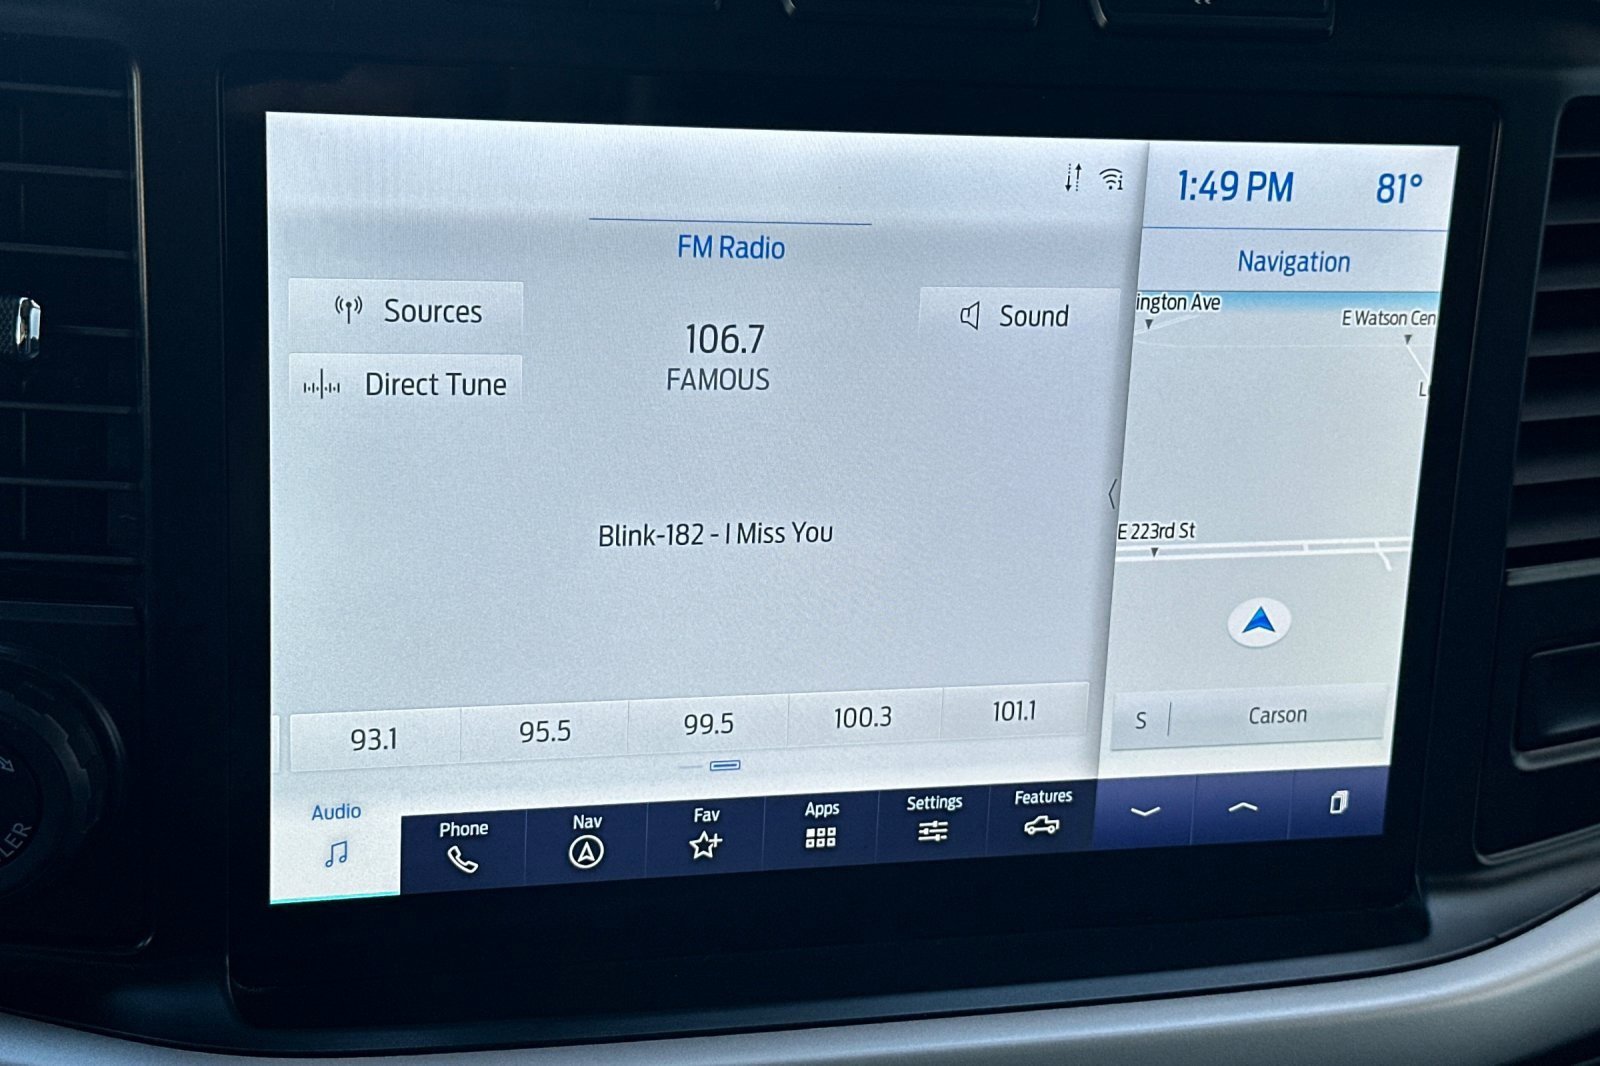 1:49 PM 81°
FM Radio
Navigation
Sources
106.7
Sound
FAMOUS
Direct Tune
ington Ave
E Watson Cen
L
Blink-182 - I Miss You
E 223rd St
93.1 95.5 99.5 100.3 101.1
S Carson
Audio
Phone
Nav
Fav
Apps
Settings
Features
LER